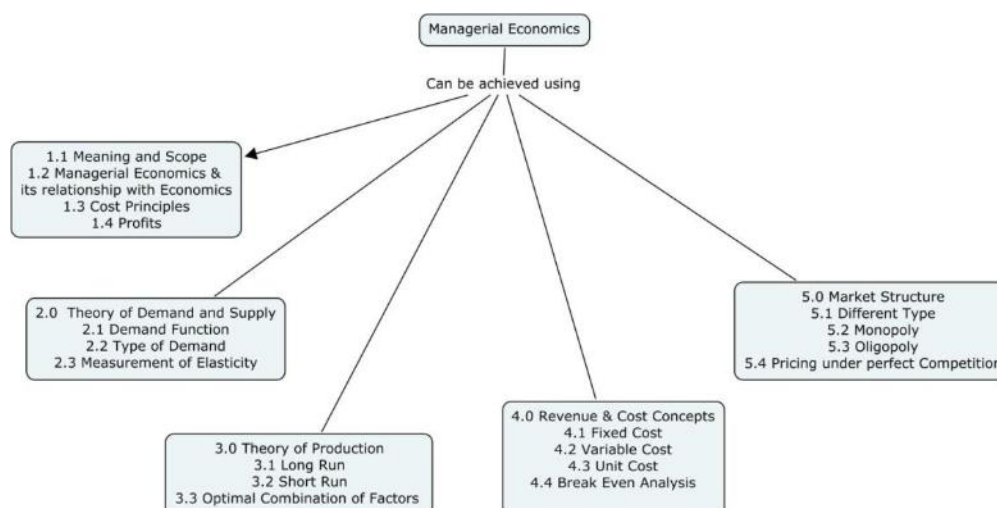 Managerial Economics
Can be achieved using
1.1 Meaning and Scope
1.2 Managerial Economics &
its relationship with Economics
1.3 Cost Principles
1.4 Profits
2.0 Theory of Demand and Supply
2.1 Demand Function
2.2 Type of Demand
2.3 Measurement of Elasticity
3.0 Theory of Production
3.1 Long Run
3.2 Short Run
3.3 Optimal Combination of Factors
4.0 Revenue & Cost Concepts
4.1 Fixed Cost
4.2 Variable Cost
4.3 Unit Cost
4.4 Break Even Analysis
5.0 Market Structure
5.1 Different Type
5.2 Monopoly
5.3 Oligopoly
5.4 Pricing under perfect Competition